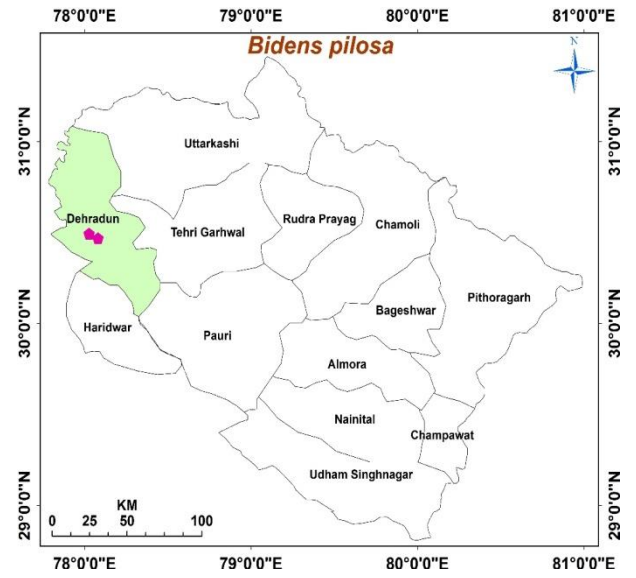 78°0'0"E 79°0'0"E 80°0'0"E 81°0'0"E
Bidens pilosa
N
31°0'0"N 31°0'0"N
Uttarkashi
Dehradun
Tehri Garhwal
Rudra Prayag
Chamoli
30°0'0"N 30°0'0"N
Haridwar
Pauri
Bageshwar
Pithoragarh
Almora
Nainital
Champawat
Udham Singhnagar
29°0'0"N 29°0'0"N
KM
0 25 50 100
78°0'0"E 79°0'0"E 80°0'0"E 81°0'0"E